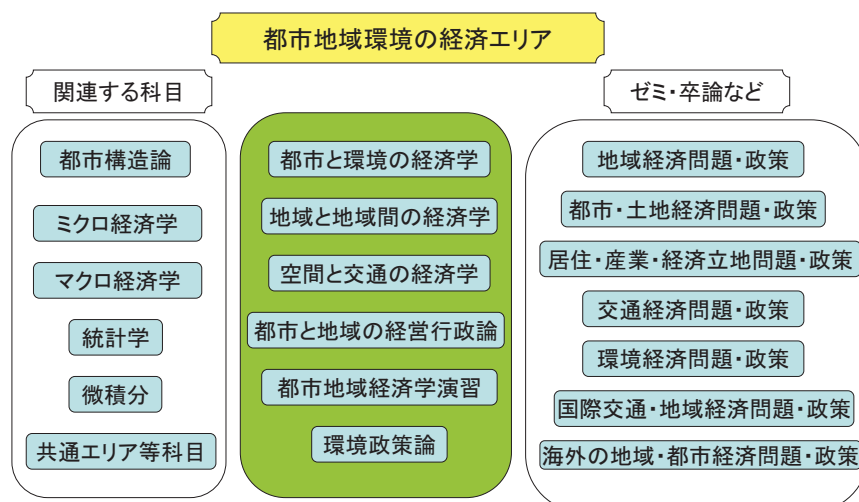 都市地域環境の経済エリア
関連する科目
都市構造論
ミクロ経済学
マクロ経済学
統計学
微積分
共通エリア等科目
都市と環境の経済学
地域と地域間の経済学
空間と交通の経済学
都市と地域の経営行政論
都市地域経済学演習
環境政策論
ゼミ・卒論など
地域経済問題・政策
都市・土地経済問題・政策
居住・産業・経済立地問題・政策
交通経済問題・政策
環境経済問題・政策
国際交通・地域経済問題・政策
海外の地域・都市経済問題・政策